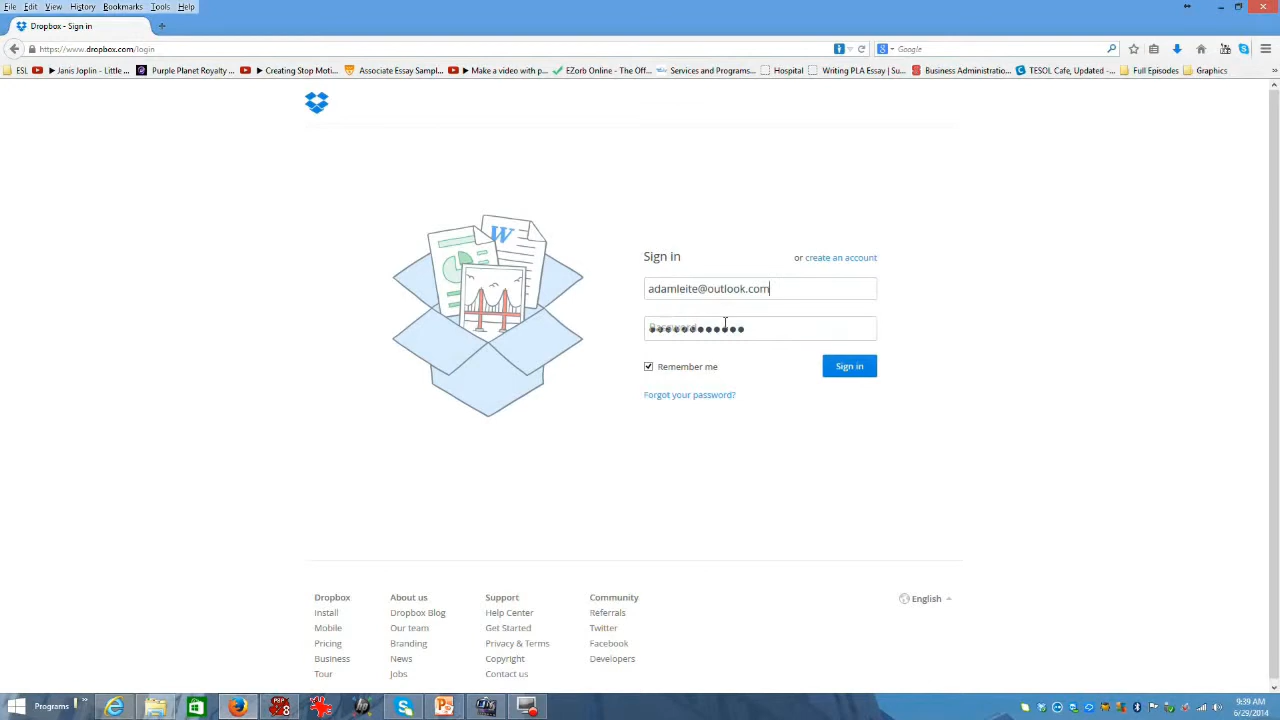 File Edit View History Bookmarks Tools Help
Dropbox - Sign in
https://www.dropbox.com/login
Google
ESL Janis Joplin - Little ... Purple Planet Royalty ... Creating Stop Moti... Associate Essay Sampl... Make a video with p... EZorb Online - The Off... Services and Programs... Hospital Writing PLA Essay | Su... Business Administratio... TESOL Cafe, Updated -... Full Episodes Graphics
W
Sign in or create an account
adamleite@outlook.com
Password
Remember me Sign in
Forgot your password?
Dropbox About us Support Community
English
Install Dropbox Blog Help Center Referrals
Mobile Our team Get Started Twitter
Pricing Branding Privacy & Terms Facebook
Business News Copyright Developers
Tour Jobs Contact us
Programs
9:39 AM
6/29/2014